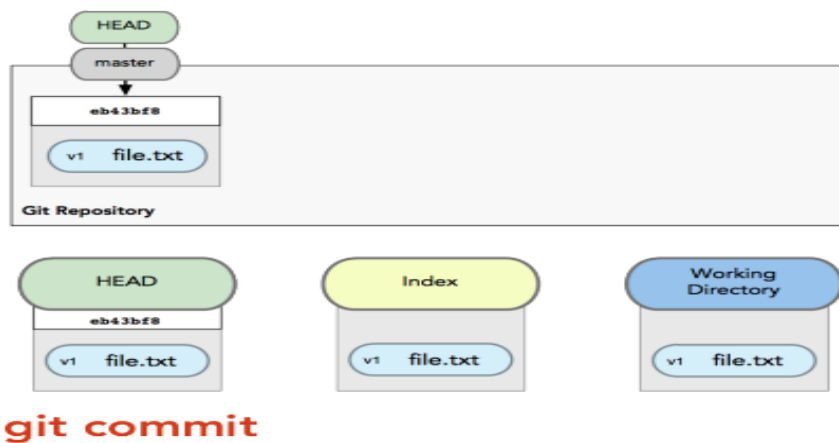 HEAD
master
eb43bf8
v1 file.txt
Git Repository
HEAD
Index
Working
Directory
eb43bf8
v1 file.txt
v1 file.txt
v1 file.txt
git commit